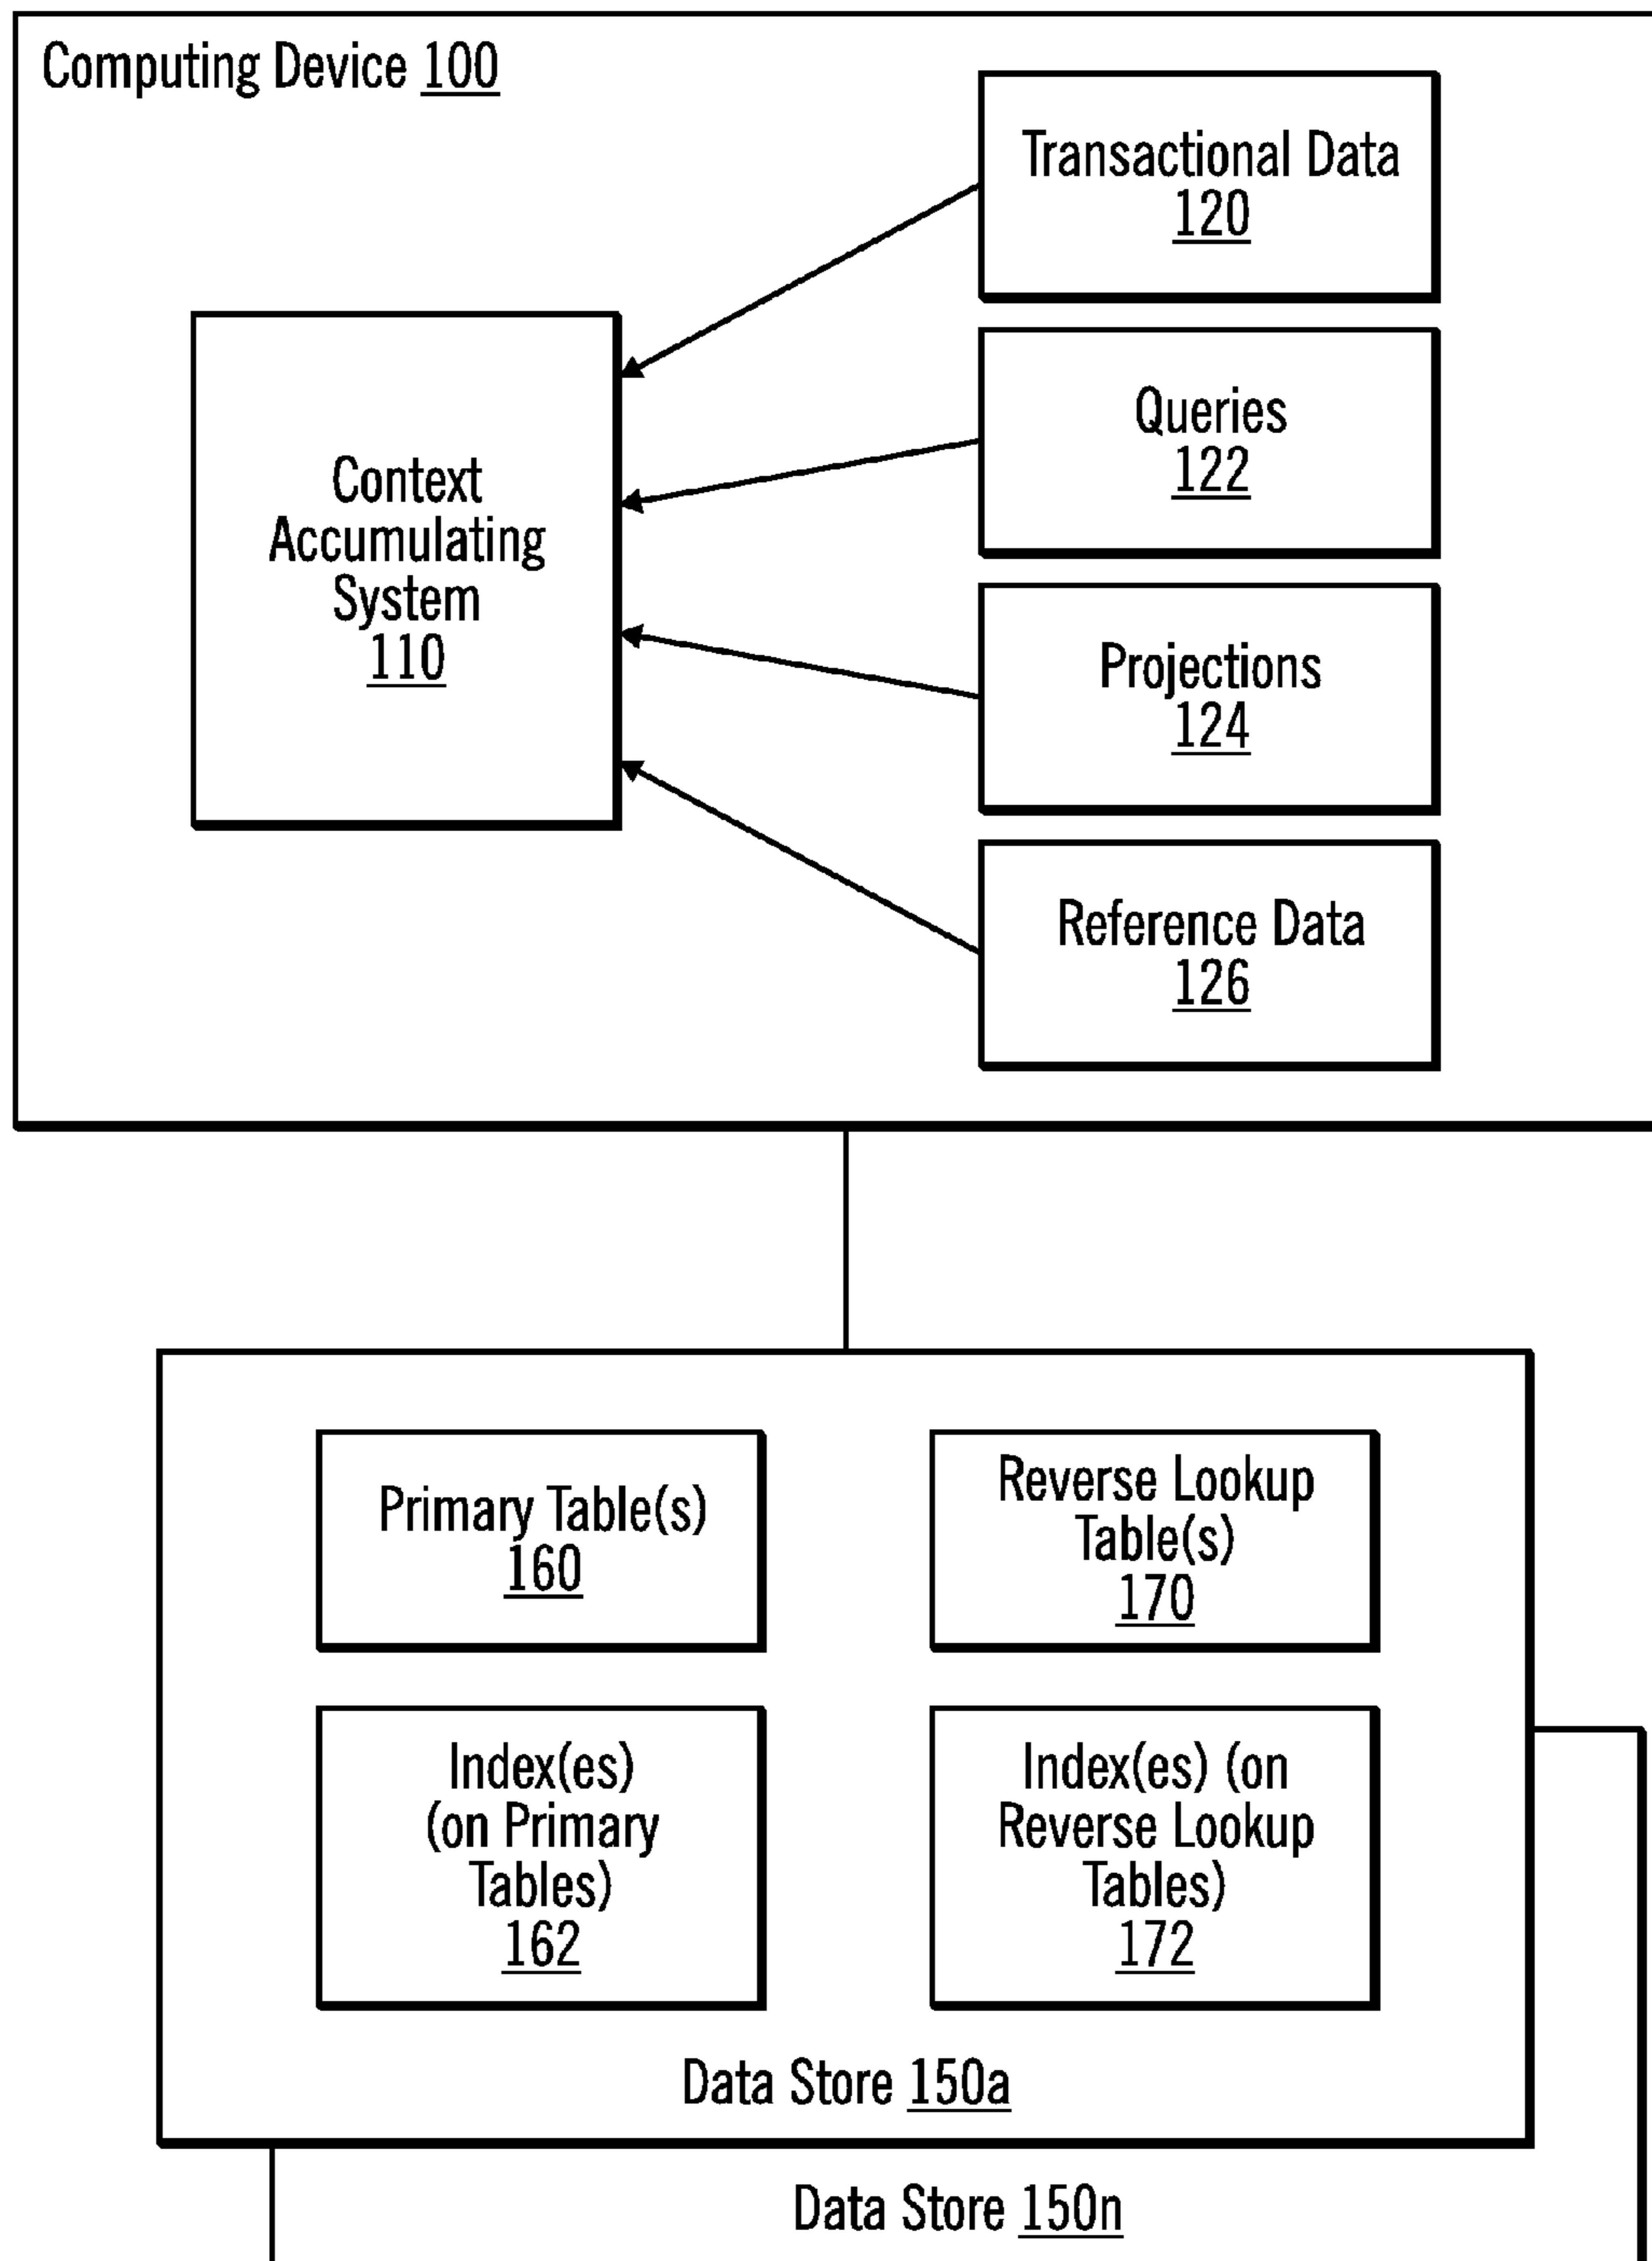 Computing Device 100
Transactional Data
120
Queries
122
Context
Accumulating
System
110
Projections
124
Reference Data
126
Primary Table(s)
160
Reverse Lookup
Table(s)
170
Index(es)
(on Primary
Tables)
162
Index(es) (on
Reverse Lookup
Tables)
172
Data Store 150a
Data Store 150n